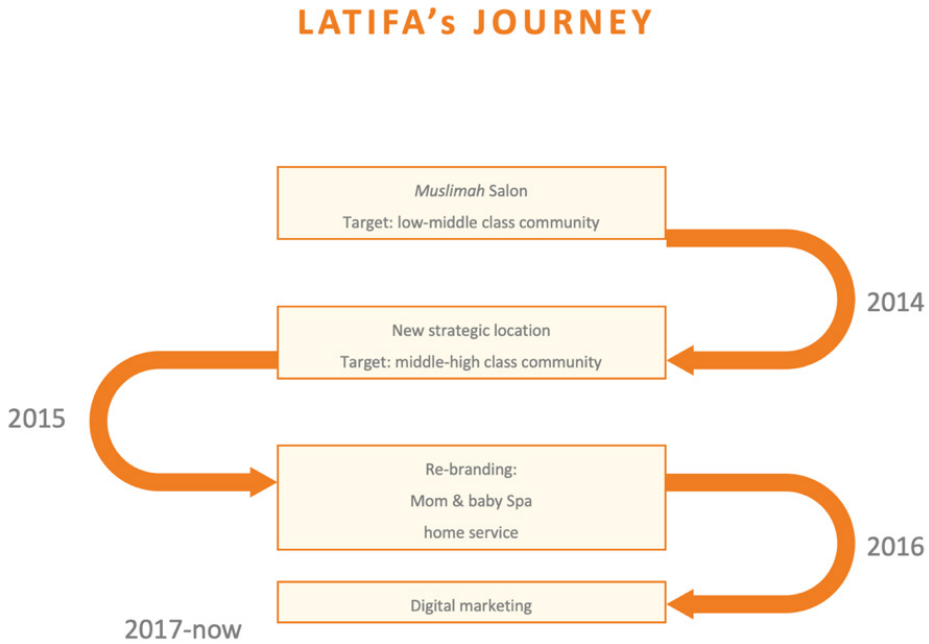 LATIFA's JOURNEY
Muslimah Salon
Target: low-middle class community
2014
New strategic location
Target: middle-high class community
2015
Re-branding:
Mom & baby Spa
home service
2016
Digital marketing
2017-now